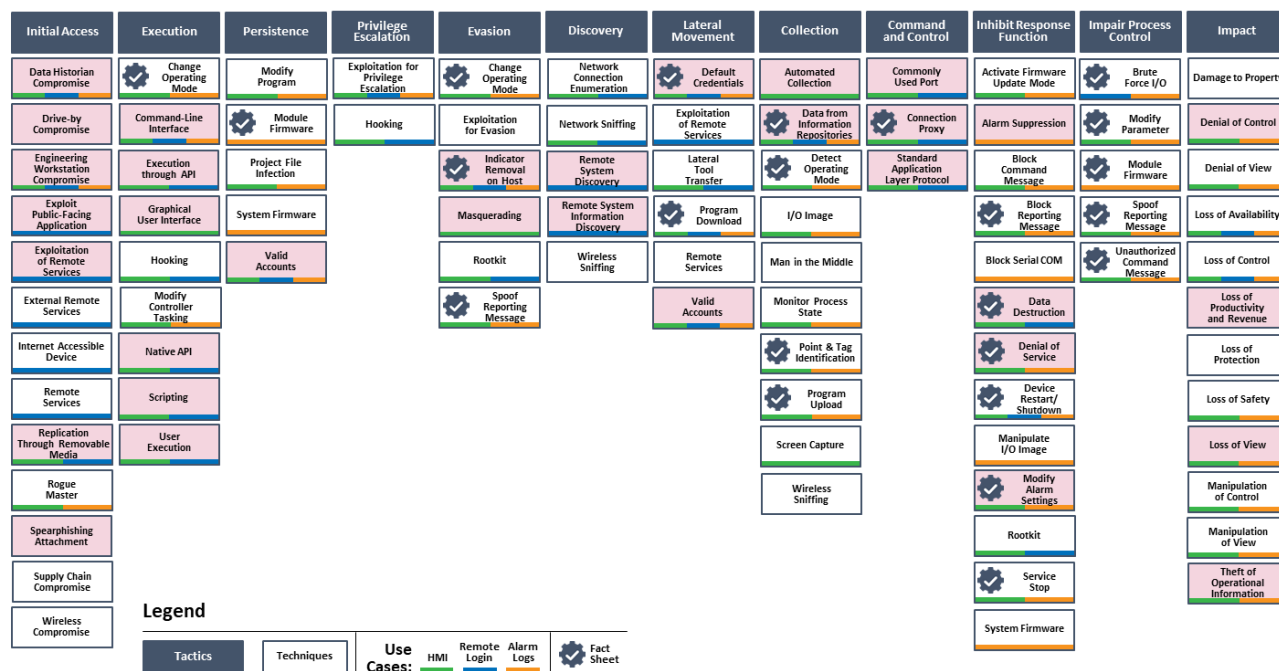 Initial Access
Execution
Persistence
Privilege
Escalation
Evasion
Discovery
Lateral
Movement
Collection
Command
and Control
Inhibit Response
Function
Impair Process
Control
Impact
Data Historian
Compromise
Drive-by
Compromise
Engineering
Workstation
Compromise
Exploit
Public-Facing
Application
Exploitation
of Remote
Services
External Remote
Services
Internet Accessible
Device
Remote
Services
Replication
Through Removable
Media
Rogue
Master
Spearphishing
Attachment
Supply Chain
Compromise
Wireless
Compromise
Change
Operating
Mode
Command-Line
Interface
Execution
through API
Graphical
User Interface
Hooking
Modify
Controller
Tasking
Native API
Scripting
User
Execution
Modify
Program
Module
Firmware
Project File
Infection
System Firmware
Valid
Accounts
Exploitation for
Privilege
Escalation
Hooking
Change
Operating
Mode
Exploitation
for Evasion
Indicator
Removal
on Host
Masquerading
Rootkit
Spoof
Reporting
Message
Network
Connection
Enumeration
Network Sniffing
Remote
System
Discovery
Remote System
Information
Discovery
Wireless
Sniffing
Default
Credentials
Exploitation
of Remote
Services
Lateral
Tool
Transfer
Program
Download
Remote
Services
Valid
Accounts
Automated
Collection
Data from
Information
Repositories
Detect
Operating
Mode
I/O Image
Man in the Middle
Monitor Process
State
Point & Tag
Identification
Program
Upload
Screen Capture
Wireless
Sniffing
Commonly
Used Port
Connection
Proxy
Standard
Application
Layer Protocol
Activate Firmware
Update Mode
Alarm Suppression
Block
Command
Message
Block
Reporting
Message
Block Serial COM
Data
Destruction
Denial of
Service
Device
Restart/
Shutdown
Manipulate
I/O Image
Modify
Alarm
Settings
Rootkit
Service
Stop
System Firmware
Brute
Force I/O
Modify
Parameter
Module
Firmware
Spoof
Reporting
Message
Unauthorized
Command
Message
Damage to Property
Denial of Control
Denial of View
Loss of Availability
Loss of Control
Loss of
Productivity
and Revenue
Loss of
Protection
Loss of Safety
Loss of View
Manipulation
of Control
Manipulation
of View
Theft of
Operational
Information
Legend
Tactics
Techniques
Use
Cases:
HMI
Remote
Login
Alarm
Logs
Fact
Sheet